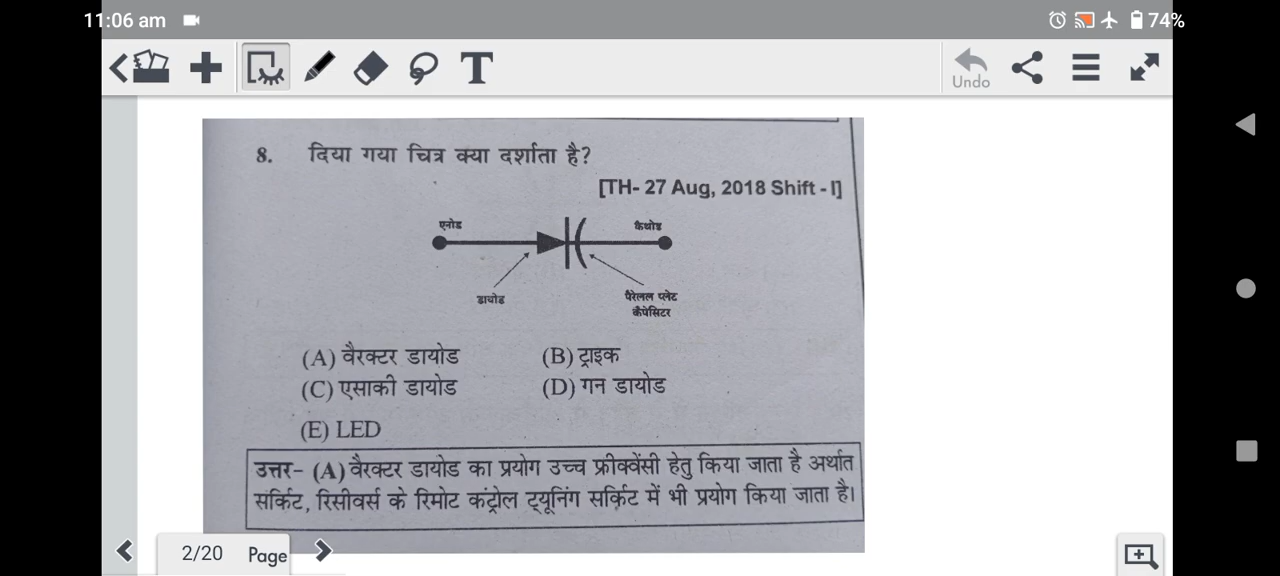 11:06 am
74%
Undo
8. दिया गया चित्र क्या दर्शाता है?
[TH- 27 Aug, 2018 Shift - I]
एनोड
कैथोड
डायोड
पैरेलल प्लेट
कैपेसिटर
(A) वैरक्टर डायोड (B) ट्राइक
(C) एसाकी डायोड (D) गन डायोड
(E) LED
उत्तर– (A) वैरक्टर डायोड का प्रयोग उच्च फ्रीक्वेंसी हेतु किया जाता है अर्थात
सर्किट, रिसीवर्स के रिमोट कंट्रोल ट्यूनिंग सर्किट में भी प्रयोग किया जाता है।
2/20 Page